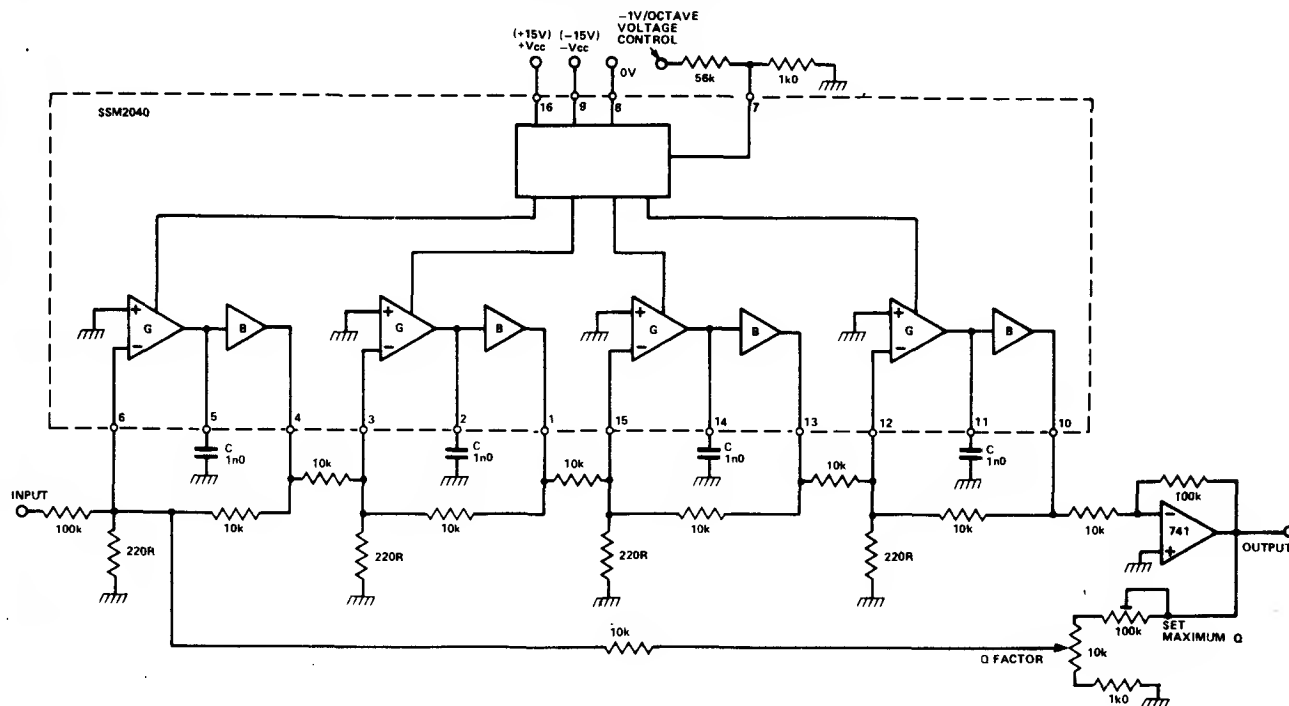 −1V/OCTAVE
VOLTAGE
CONTROL
(+15V)
+Vcc
(−15V)
−Vcc
0V
56k
1k0
16
9
8
7
SSM2040
+
G
−
B
+
G
−
B
+
G
−
B
+
G
−
B
6
5
4
3
2
1
15
14
13
12
11
10
C
1n0
C
1n0
C
1n0
C
1n0
10k
10k
10k
100k
INPUT
100k
10k
10k
10k
10k
10k
−
741
+
OUTPUT
220R
220R
220R
220R
10k
100k
SET
MAXIMUM Q
Q FACTOR
10k
1k0